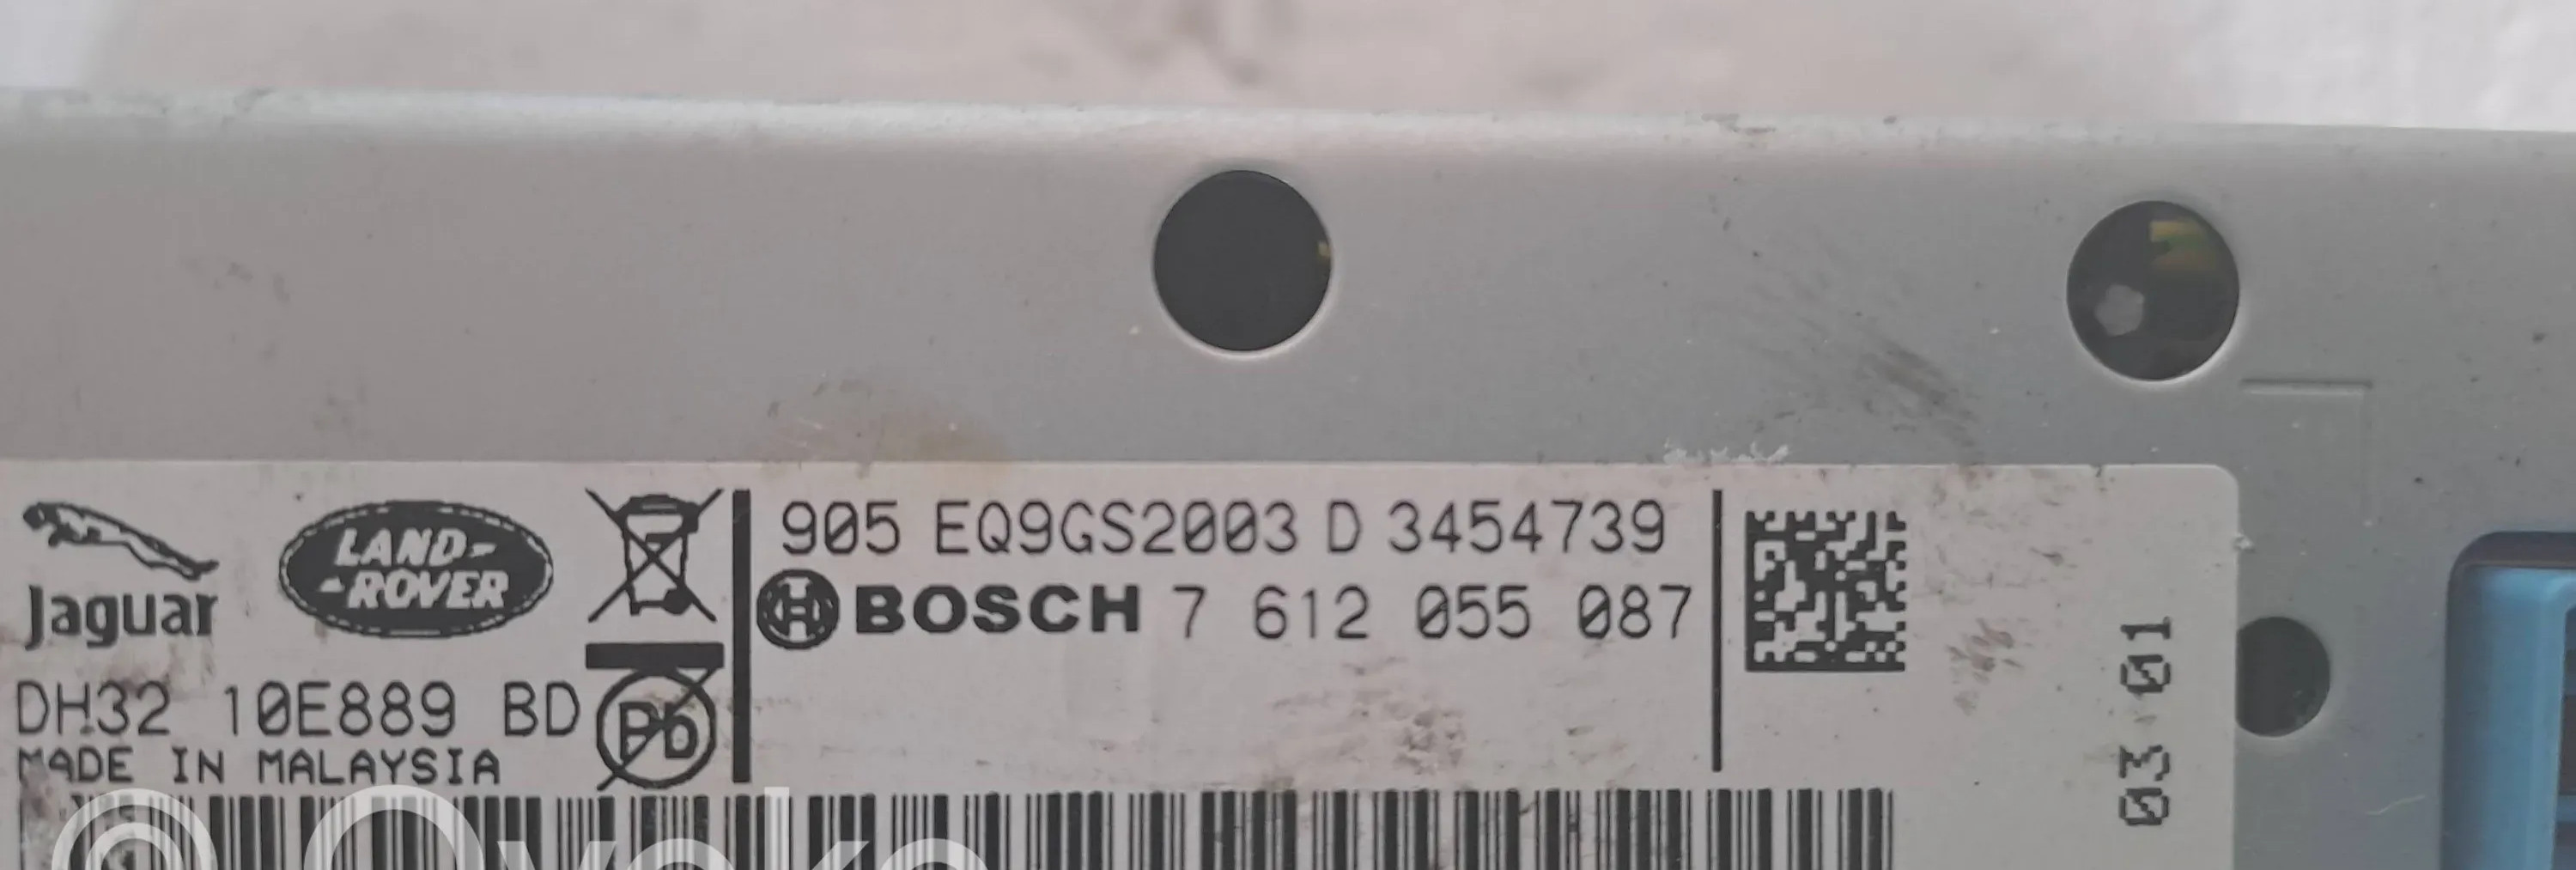 Jaguar
LAND-
-ROVER
DH32 10E889 BD
MADE IN MALAYSIA
Pb
905 EQ9GS2003 D 3454739
BOSCH 7 612 055 087
03 01
© Ovoko